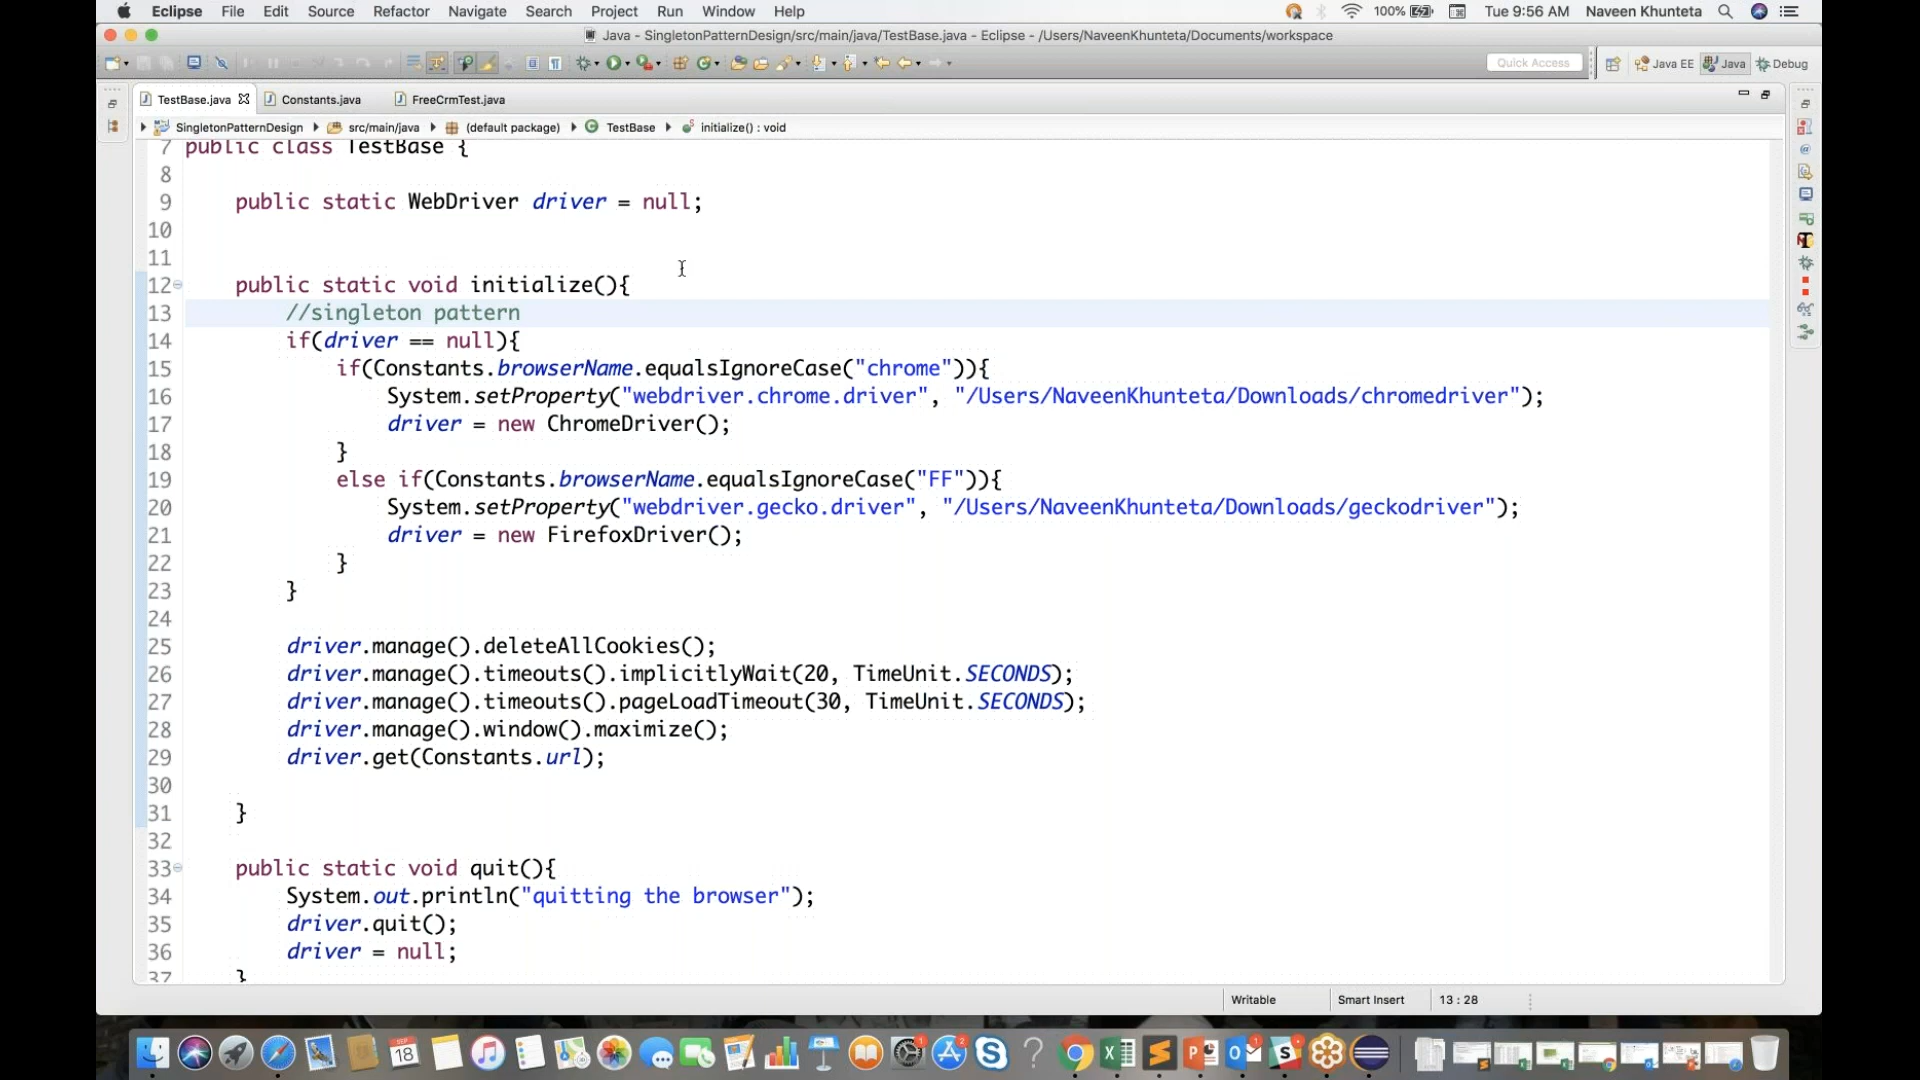 Eclipse File Edit Source Refactor Navigate Search Project Run Window Help 100% Tue 9:56 AM Naveen Khunteta
Java - SingletonPatternDesign/src/main/java/TestBase.java - Eclipse - /Users/NaveenKhunteta/Documents/workspace
Quick Access Java EE Java Debug
TestBase.java Constants.java FreeCrmTest.java
SingletonPatternDesign src/main/java (default package) TestBase initialize() : void
7 public class TestBase {
8
9 public static WebDriver driver = null;
10
11
12 public static void initialize(){
13 //singleton pattern
14 if(driver == null){
15 if(Constants.browserName.equalsIgnoreCase("chrome")){
16 System.setProperty("webdriver.chrome.driver", "/Users/NaveenKhunteta/Downloads/chromedriver");
17 driver = new ChromeDriver();
18 }
19 else if(Constants.browserName.equalsIgnoreCase("FF")){
20 System.setProperty("webdriver.gecko.driver", "/Users/NaveenKhunteta/Downloads/geckodriver");
21 driver = new FirefoxDriver();
22 }
23 }
24
25 driver.manage().deleteAllCookies();
26 driver.manage().timeouts().implicitlyWait(20, TimeUnit.SECONDS);
27 driver.manage().timeouts().pageLoadTimeout(30, TimeUnit.SECONDS);
28 driver.manage().window().maximize();
29 driver.get(Constants.url);
30
31 }
32
33 public static void quit(){
34 System.out.println("quitting the browser");
35 driver.quit();
36 driver = null;
37 }
Writable Smart Insert 13 : 28
18